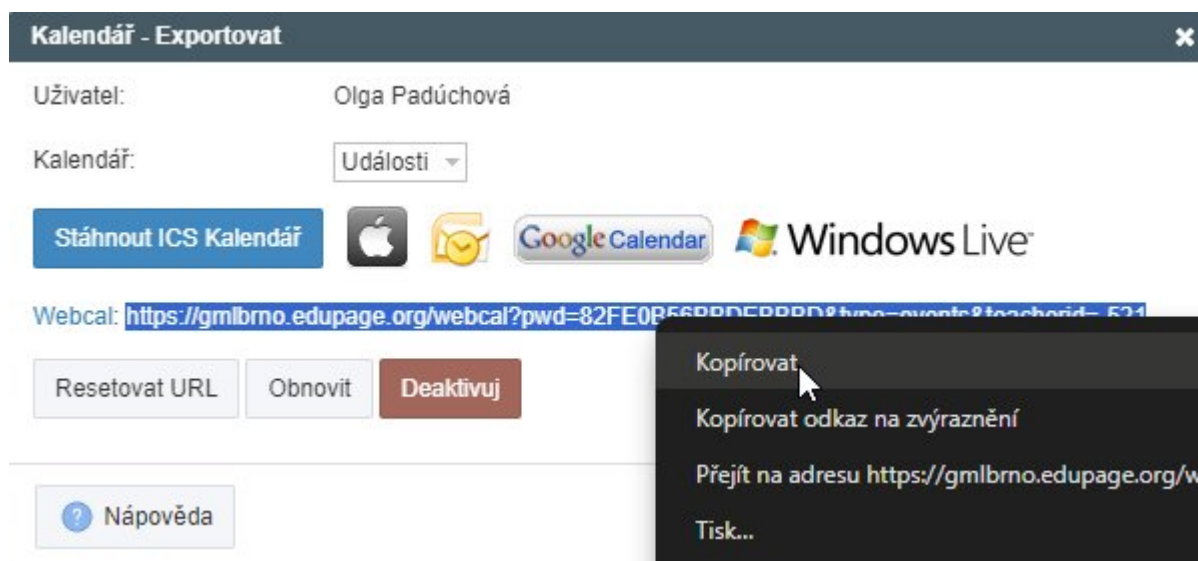 Kalendář - Exportovat
Uživatel: Olga Padúchová
Kalendář: Události
Stáhnout ICS Kalendář Google Calendar Windows Live
Webcal: https://gmlbrno.edupage.org/webcal?
Resetovat URL Obnovit Deaktivuj
Kopírovat
Kopírovat odkaz na zvýraznění
Přejít na adresu https://gmlbrno.edupage.org/w
Nápověda
Tisk...